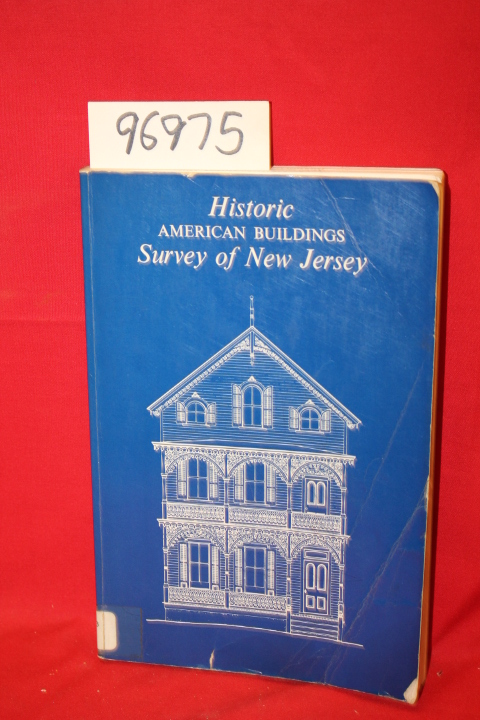 96975
Historic
AMERICAN BUILDINGS
Survey of New Jersey